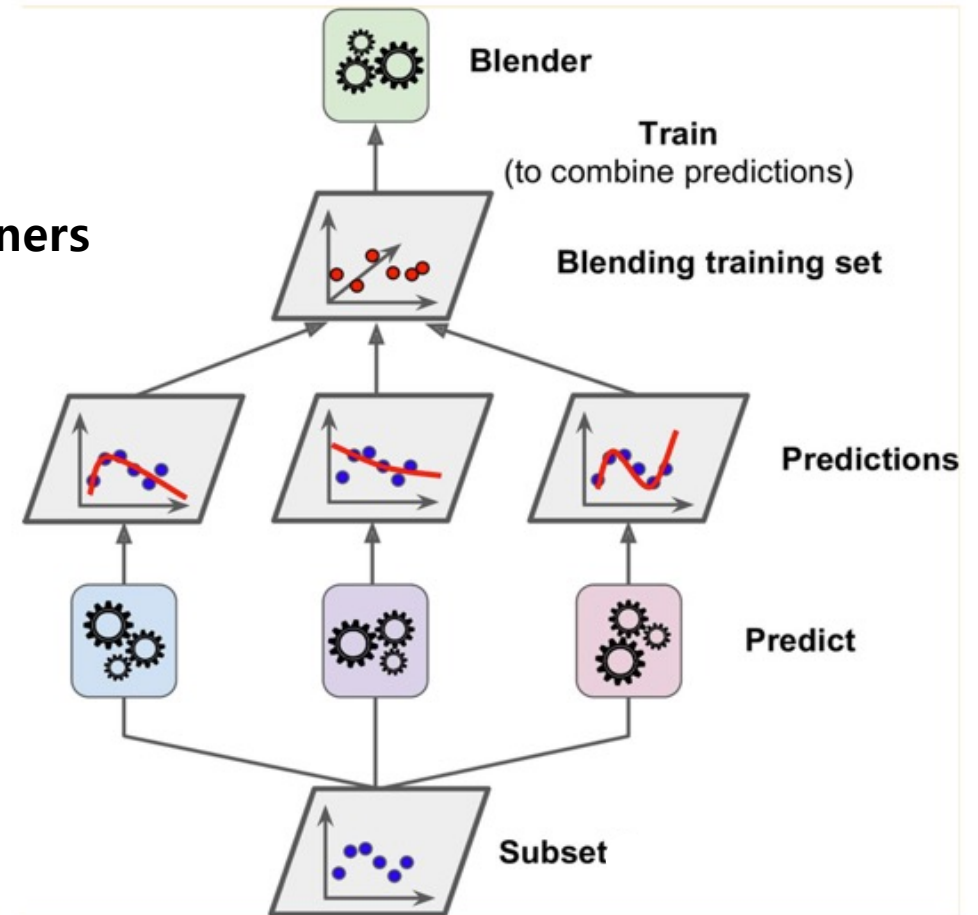 Blender
Train
(to combine predictions)
ners
Blending training set
Predictions
Predict
Subset